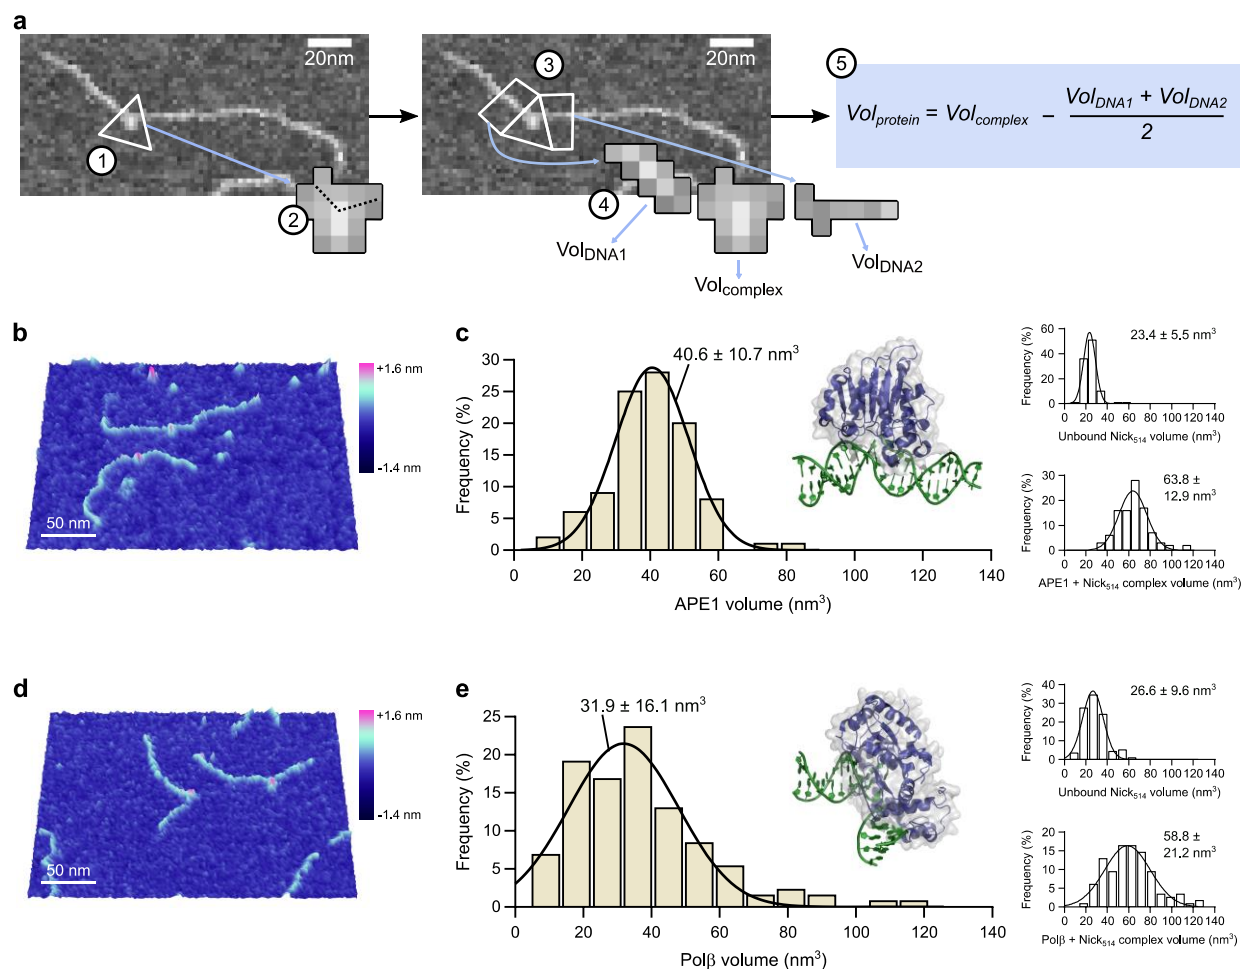 a
20nm
20nm
1
2
3
4
5
Vol_protein = Vol_complex − (Vol_DNA1 + Vol_DNA2) / 2
Vol_DNA1
Vol_complex
Vol_DNA2
b
+1.6 nm
-1.4 nm
50 nm
c
40.6 ± 10.7 nm³
Frequency (%)
30
25
20
15
10
5
0
0 20 40 60 80 100 120 140
APE1 volume (nm³)
23.4 ± 5.5 nm³
Frequency (%)
60
40
20
0
0 20 40 60 80 100 120 140
Unbound Nick₅₁₄ volume (nm³)
63.8 ±
12.9 nm³
Frequency (%)
30
20
10
0
0 20 40 60 80 100 120 140
APE1 + Nick₅₁₄ complex volume (nm³)
d
+1.6 nm
-1.4 nm
50 nm
e
31.9 ± 16.1 nm³
Frequency (%)
25
20
15
10
5
0
0 20 40 60 80 100 120 140
Polβ volume (nm³)
26.6 ± 9.6 nm³
Frequency (%)
40
30
20
10
0
0 20 40 60 80 100 120 140
Unbound Nick₅₁₄ volume (nm³)
58.8 ±
21.2 nm³
Frequency (%)
20
15
10
5
0
0 20 40 60 80 100 120 140
Polβ + Nick₅₁₄ complex volume (nm³)